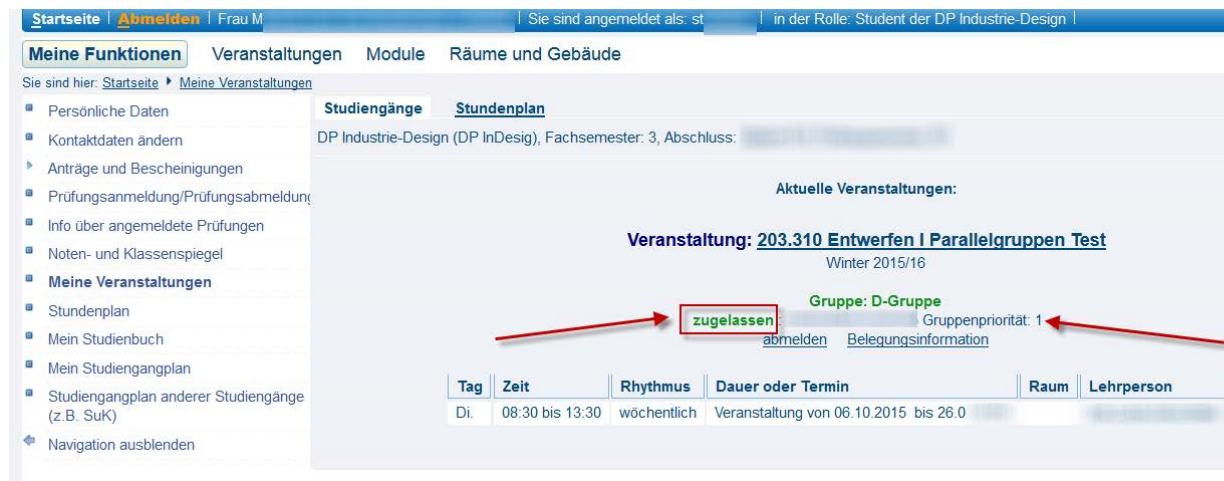 Startseite | Abmelden | Frau M | Sie sind angemeldet als: st | in der Rolle: Student der DP Industrie-Design |
Meine Funktionen Veranstaltungen Module Räume und Gebäude
Sie sind hier: Startseite Meine Veranstaltungen
Persönliche Daten
Kontaktdaten ändern
Anträge und Bescheinigungen
Prüfungsanmeldung/Prüfungsabmeldung
Info über angemeldete Prüfungen
Noten- und Klassenspiegel
Meine Veranstaltungen
Stundenplan
Mein Studienbuch
Mein Studiengangplan
Studiengangplan anderer Studiengänge
(z.B. SuK)
Navigation ausblenden
Studiengänge Stundenplan
DP Industrie-Design (DP InDesig), Fachsemester: 3, Abschluss:
Aktuelle Veranstaltungen:
Veranstaltung: 203.310 Entwerfen I Parallelgruppen Test
Winter 2015/16
Gruppe: D-Gruppe
zugelassen : Gruppenpriorität: 1
abmelden Belegungsinformation
Tag Zeit Rhythmus Dauer oder Termin Raum Lehrperson
Di. 08:30 bis 13:30 wöchentlich Veranstaltung von 06.10.2015 bis 26.0